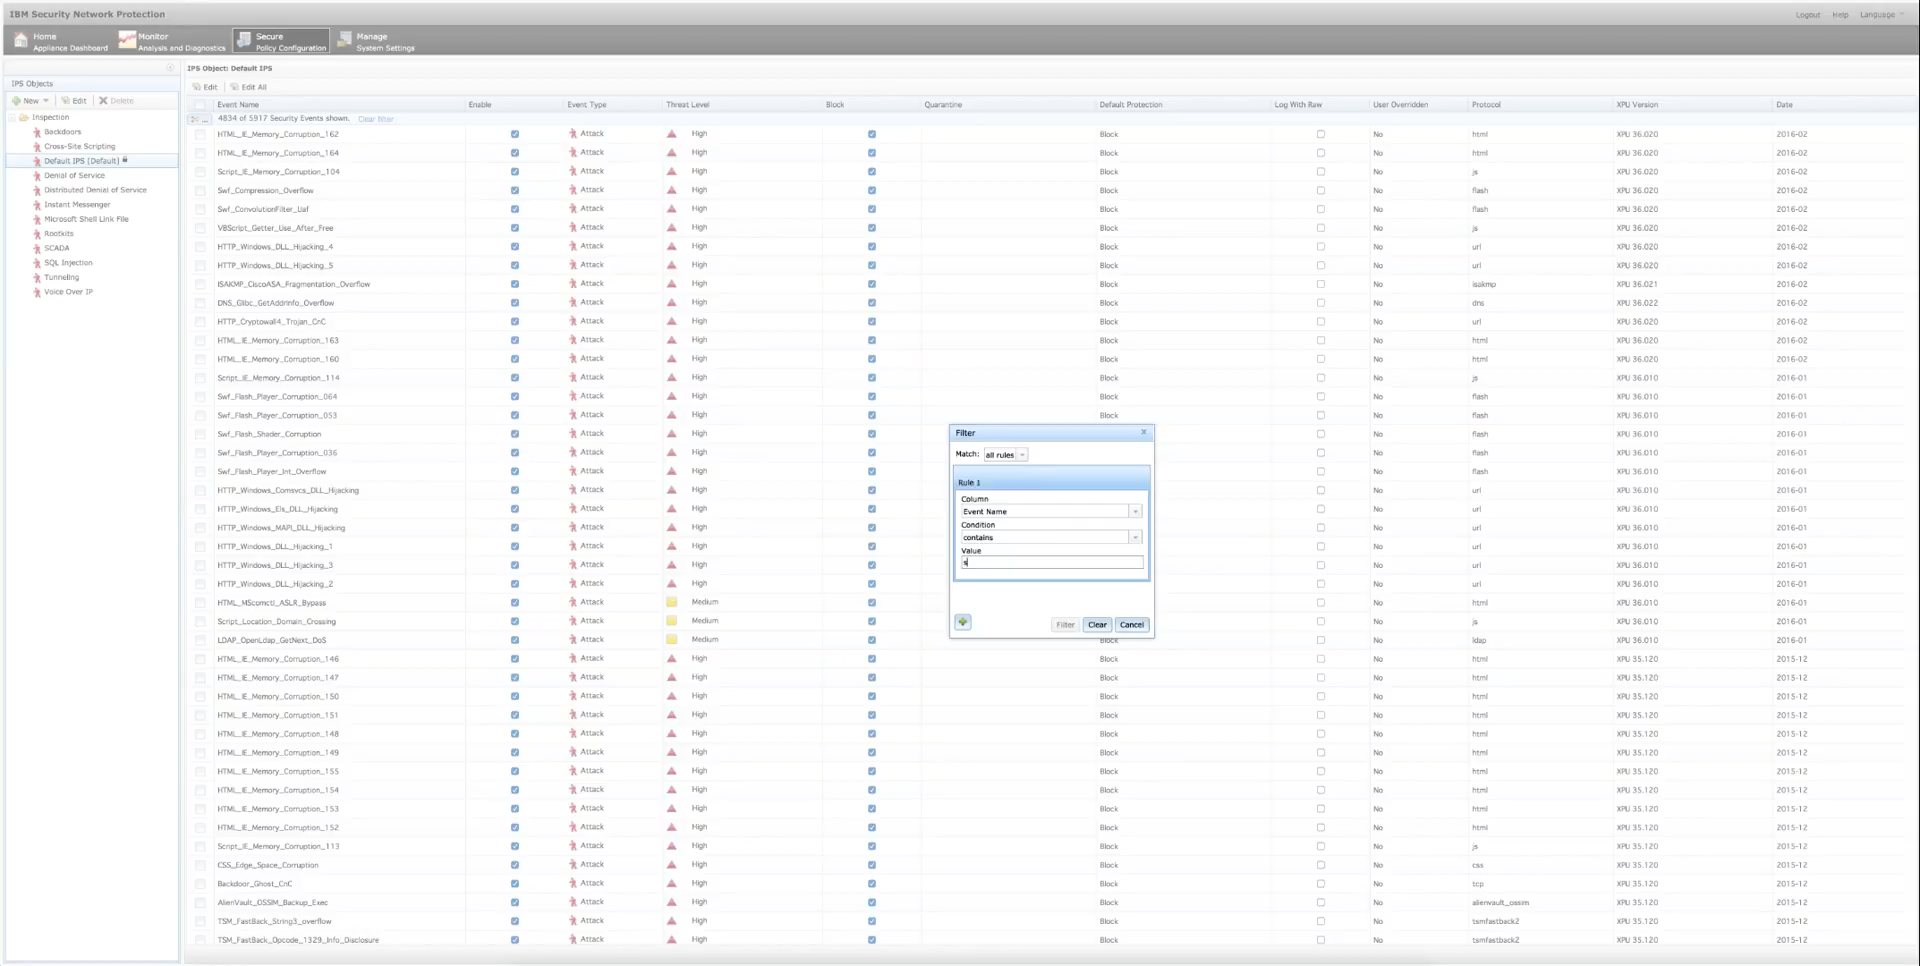 IBM Security Network Protection
Logout Help Language
Home
Appliance Dashboard
Monitor
Analysis and Diagnostics
Secure
Policy Configuration
Manage
System Settings
IPS Objects
New Edit Delete
Inspection
Backdoors
Cross-Site Scripting
Default IPS [Default]
Denial of Service
Distributed Denial of Service
Instant Messenger
Microsoft Shell Link File
Rootkits
SCADA
SQL Injection
Tunneling
Voice Over IP
IPS Object: Default IPS
Edit Edit All
Event Name Enable Event Type Threat Level Block Quarantine Default Protection Log With Raw User Overridden Protocol XPU Version Date
4834 of 5917 Security Events shown. Clear filter
HTML_IE_Memory_Corruption_162 Attack High Block No html XPU 36.020 2016-02
HTML_IE_Memory_Corruption_164 Attack High Block No html XPU 36.020 2016-02
Script_IE_Memory_Corruption_104 Attack High Block No js XPU 36.020 2016-02
Swf_Compression_Overflow Attack High Block No flash XPU 36.020 2016-02
Swf_ConvolutionFilter_Uaf Attack High Block No flash XPU 36.020 2016-02
VBScript_Getter_Use_After_Free Attack High Block No js XPU 36.020 2016-02
HTTP_Windows_DLL_Hijacking_4 Attack High Block No url XPU 36.020 2016-02
HTTP_Windows_DLL_Hijacking_5 Attack High Block No url XPU 36.020 2016-02
ISAKMP_CiscoASA_Fragmentation_Overflow Attack High Block No isakmp XPU 36.021 2016-02
DNS_Glibc_GetAddrInfo_Overflow Attack High Block No dns XPU 36.022 2016-02
HTTP_Cryptowall4_Trojan_CnC Attack High Block No url XPU 36.020 2016-02
HTML_IE_Memory_Corruption_163 Attack High Block No html XPU 36.020 2016-02
HTML_IE_Memory_Corruption_160 Attack High Block No html XPU 36.020 2016-02
Script_IE_Memory_Corruption_114 Attack High Block No js XPU 36.010 2016-01
Swf_Flash_Player_Corruption_064 Attack High Block No flash XPU 36.010 2016-01
Swf_Flash_Player_Corruption_053 Attack High Block No flash XPU 36.010 2016-01
Swf_Flash_Shader_Corruption Attack High No flash XPU 36.010 2016-01
Swf_Flash_Player_Corruption_036 Attack High No flash XPU 36.010 2016-01
Swf_Flash_Player_Int_Overflow Attack High No flash XPU 36.010 2016-01
HTTP_Windows_Comsvcs_DLL_Hijacking Attack High No url XPU 36.010 2016-01
HTTP_Windows_Els_DLL_Hijacking Attack High No url XPU 36.010 2016-01
HTTP_Windows_MAPI_DLL_Hijacking Attack High No url XPU 36.010 2016-01
HTTP_Windows_DLL_Hijacking_1 Attack High No url XPU 36.010 2016-01
HTTP_Windows_DLL_Hijacking_3 Attack High No url XPU 36.010 2016-01
HTTP_Windows_DLL_Hijacking_2 Attack High No url XPU 36.010 2016-01
HTML_MScomctl_ASLR_Bypass Attack Medium No html XPU 36.010 2016-01
Script_Location_Domain_Crossing Attack Medium No js XPU 36.010 2016-01
LDAP_OpenLdap_GetNext_DoS Attack Medium Block No ldap XPU 36.010 2016-01
HTML_IE_Memory_Corruption_146 Attack High Block No html XPU 35.120 2015-12
HTML_IE_Memory_Corruption_147 Attack High Block No html XPU 35.120 2015-12
HTML_IE_Memory_Corruption_150 Attack High Block No html XPU 35.120 2015-12
HTML_IE_Memory_Corruption_151 Attack High Block No html XPU 35.120 2015-12
HTML_IE_Memory_Corruption_148 Attack High Block No html XPU 35.120 2015-12
HTML_IE_Memory_Corruption_149 Attack High Block No html XPU 35.120 2015-12
HTML_IE_Memory_Corruption_155 Attack High Block No html XPU 35.120 2015-12
HTML_IE_Memory_Corruption_154 Attack High Block No html XPU 35.120 2015-12
HTML_IE_Memory_Corruption_153 Attack High Block No html XPU 35.120 2015-12
HTML_IE_Memory_Corruption_152 Attack High Block No html XPU 35.120 2015-12
Script_IE_Memory_Corruption_113 Attack High Block No js XPU 35.120 2015-12
CSS_Edge_Space_Corruption Attack High Block No css XPU 35.120 2015-12
Backdoor_Ghost_CnC Attack High Block No tcp XPU 35.120 2015-12
AlienVault_OSSIM_Backup_Exec Attack High Block No alienvault_ossim XPU 35.120 2015-12
TSM_FastBack_String3_overflow Attack High Block No tsmfastback2 XPU 35.120 2015-12
TSM_FastBack_Opcode_1329_Info_Disclosure Attack High Block No tsmfastback2 XPU 35.120 2015-12
Filter
Match: all rules
Rule 1
Column
Event Name
Condition
contains
Value
s
Filter Clear Cancel